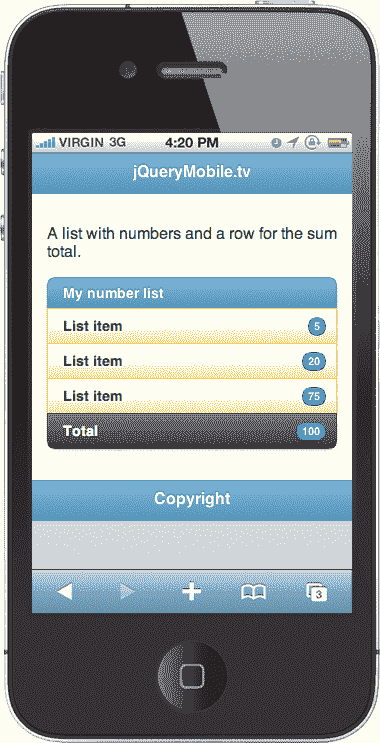 VIRGIN 3G 4:20 PM
jQueryMobile.tv
A list with numbers and a row for the sum
total.
My number list
List item 5
List item 20
List item 75
Total 100
Copyright
3